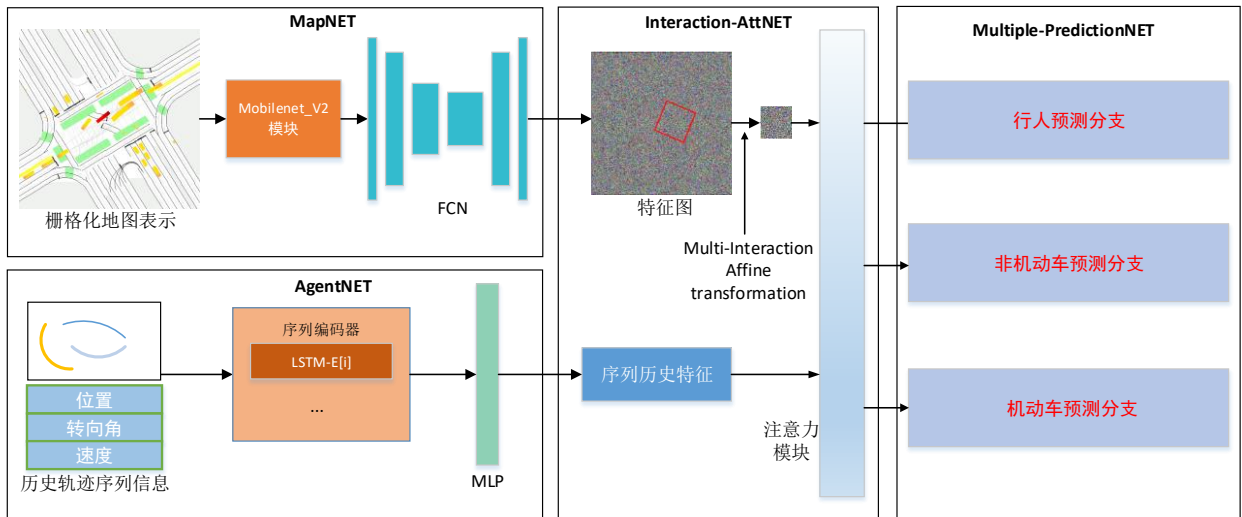 MapNET
Mobilenet_V2
模块
FCN
栅格化地图表示
AgentNET
序列编码器
LSTM-E[i]
...
位置
转向角
速度
历史轨迹序列信息
MLP
Interaction-AttNET
特征图
Multi-Interaction
Affine
transformation
序列历史特征
注意力
模块
Multiple-PredictionNET
行人预测分支
非机动车预测分支
机动车预测分支